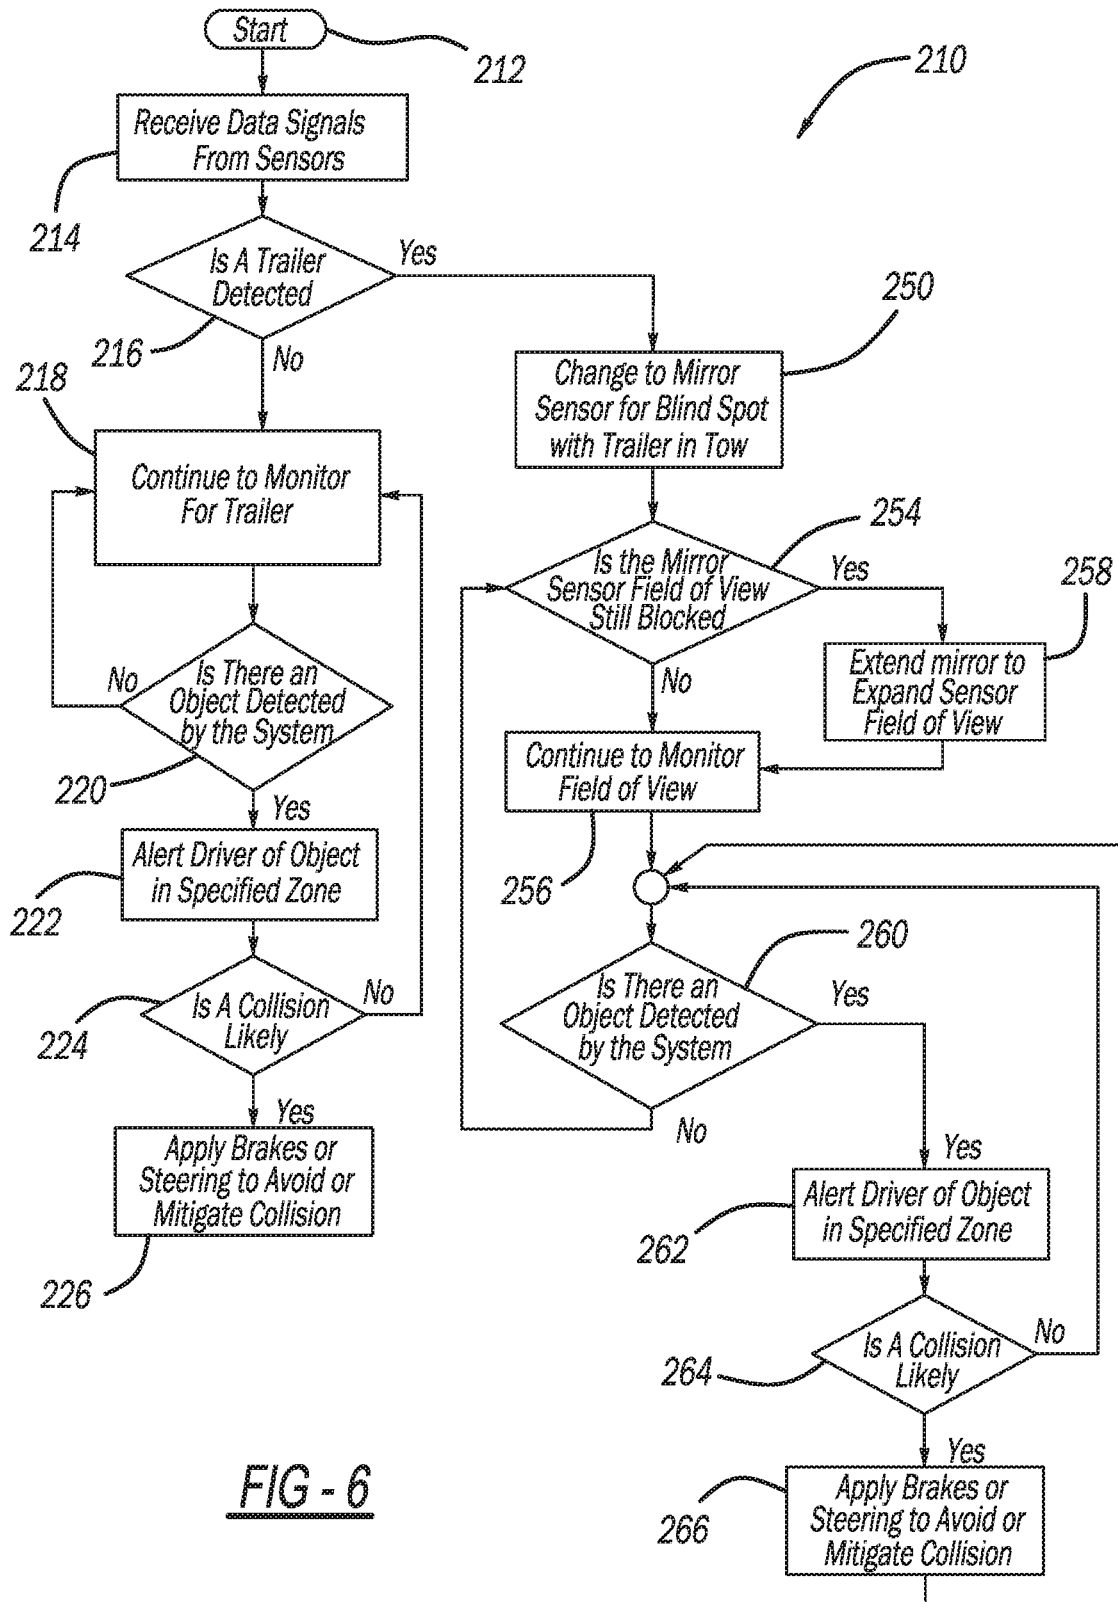 Start
212
210
Receive Data Signals
From Sensors
214
Is A Trailer
Detected
Yes
216
No
250
Change to Mirror
Sensor for Blind Spot
with Trailer in Tow
218
Continue to Monitor
For Trailer
254
Is the Mirror
Sensor Field of View
Still Blocked
Yes
258
Extend mirror to
Expand Sensor
Field of View
No
Continue to Monitor
Field of View
256
Is There an
Object Detected
by the System
No
220
Yes
Alert Driver of Object
in Specified Zone
222
Is A Collision
Likely
No
224
Yes
Apply Brakes or
Steering to Avoid or
Mitigate Collision
226
260
Is There an
Object Detected
by the System
Yes
No
Yes
Alert Driver of Object
in Specified Zone
262
Is A Collision
Likely
No
264
Yes
Apply Brakes or
Steering to Avoid or
Mitigate Collision
266
FIG - 6